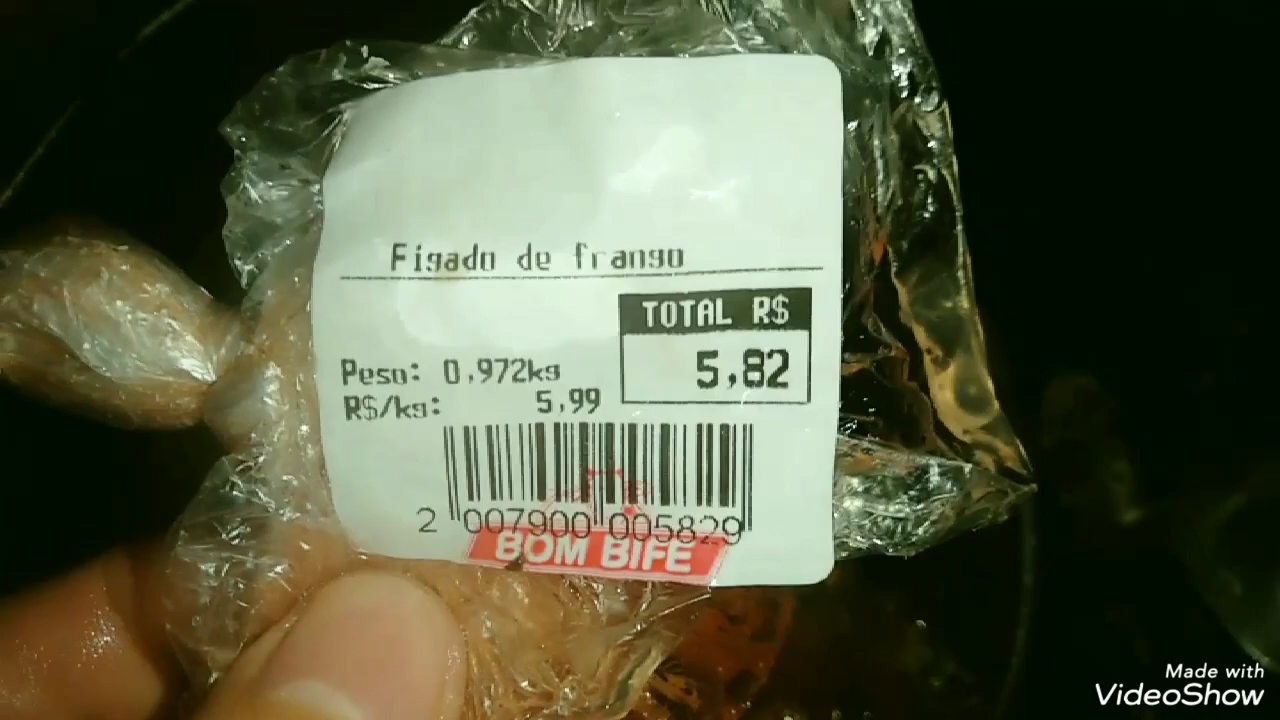 Figado de frango
TOTAL R$
5,82
Peso: 0,972kg
R$/kg: 5,99
2 007900 005829
BOM BIFE
Made with
VideoShow